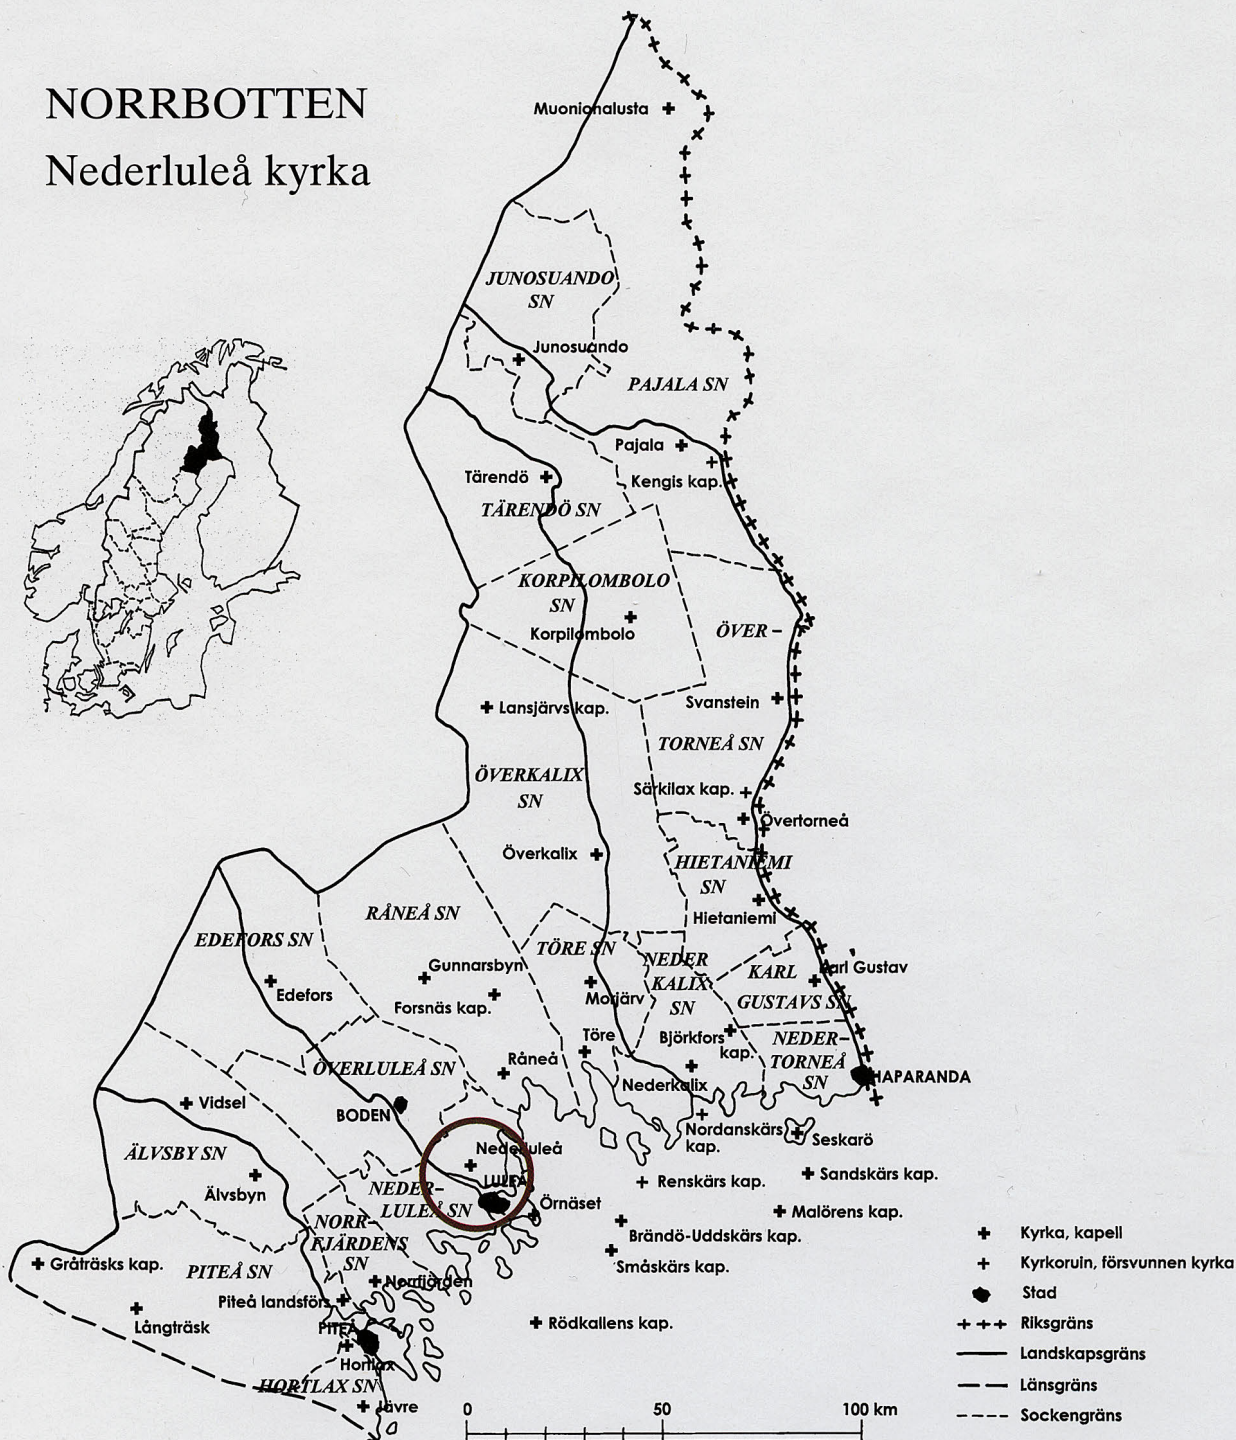 NORRBOTTEN
Nederluleå kyrka
Muonionalusta
JUNOSUANDO
SN
Junosuando
PAJALA SN
Pajala
Kengis kap.
Tärendö
TÄRENDÖ SN
KORPILOMBOLO
SN
Korpilombolo
ÖVER–
Svanstein
Lansjärvs kap.
TORNEÅ SN
ÖVERKALIX
SN
Särkilax kap.
Övertorneå
Överkalix
HIETANIEMI
SN
Hietaniemi
RÅNEÅ SN
EDEFORS SN
TÖRE SN
NEDER
KALIX
SN
KARL
GUSTAVS SN
Karl Gustav
Gunnarsbyn
Edefors
Forsnäs kap.
Morjärv
Töre
Björkfors
kap.
NEDER–
TORNEÅ
SN
ÖVERLULEÅ SN
Råneå
Nederkalix
HAPARANDA
Vidsel
BODEN
Nordanskärs
kap.
Seskarö
ÄLVSBY SN
Nederluleå
LULEÅ
Älvsbyn
NEDER–
LULEÅ SN
Örnäset
Renskärs kap.
Sandskärs kap.
Malörens kap.
NORR–
FJÄRDENS
SN
Brändö-Uddskärs kap.
Småskärs kap.
Gråträsks kap.
PITEÅ SN
Norrfjärden
Piteå landsförs.
Långträsk
PITEÅ
Rödkallens kap.
Hortlax
HORTLAX SN
Jävre
Kyrka, kapell
Kyrkoruin, försvunnen kyrka
Stad
Riksgräns
Landskapsgräns
Länsgräns
Sockengräns
0 50 100 km